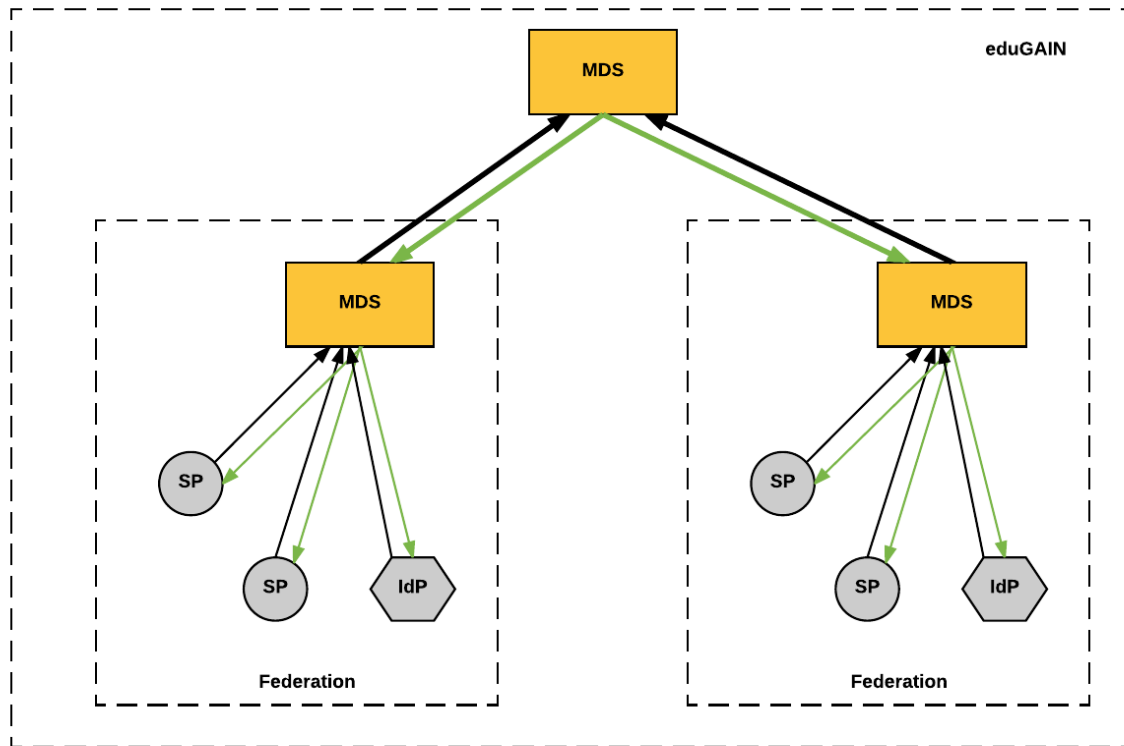 eduGAIN
MDS
MDS
MDS
SP
SP
SP
IdP
SP
IdP
Federation
Federation